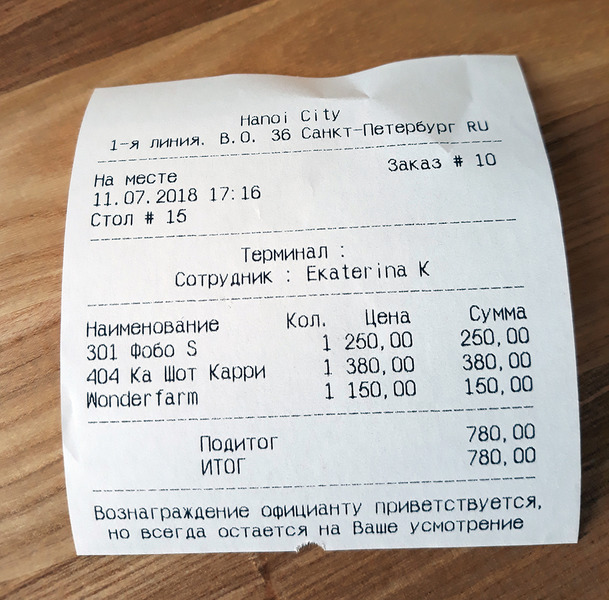 Hanoi City
1-я линия. В.О. 36 Санкт-Петербург RU
На месте
Заказ # 10
11.07.2018 17:16
Стол # 15
Терминал :
Сотрудник : Ekaterina K
Наименование Кол. Цена Сумма
301 Фобо S 1 250,00 250,00
404 Ка Шот Карри 1 380,00 380,00
Wonderfarm 1 150,00 150,00
Подитог 780,00
ИТОГ 780,00
Вознаграждение официанту приветствуется,
но всегда остается на Ваше усмотрение